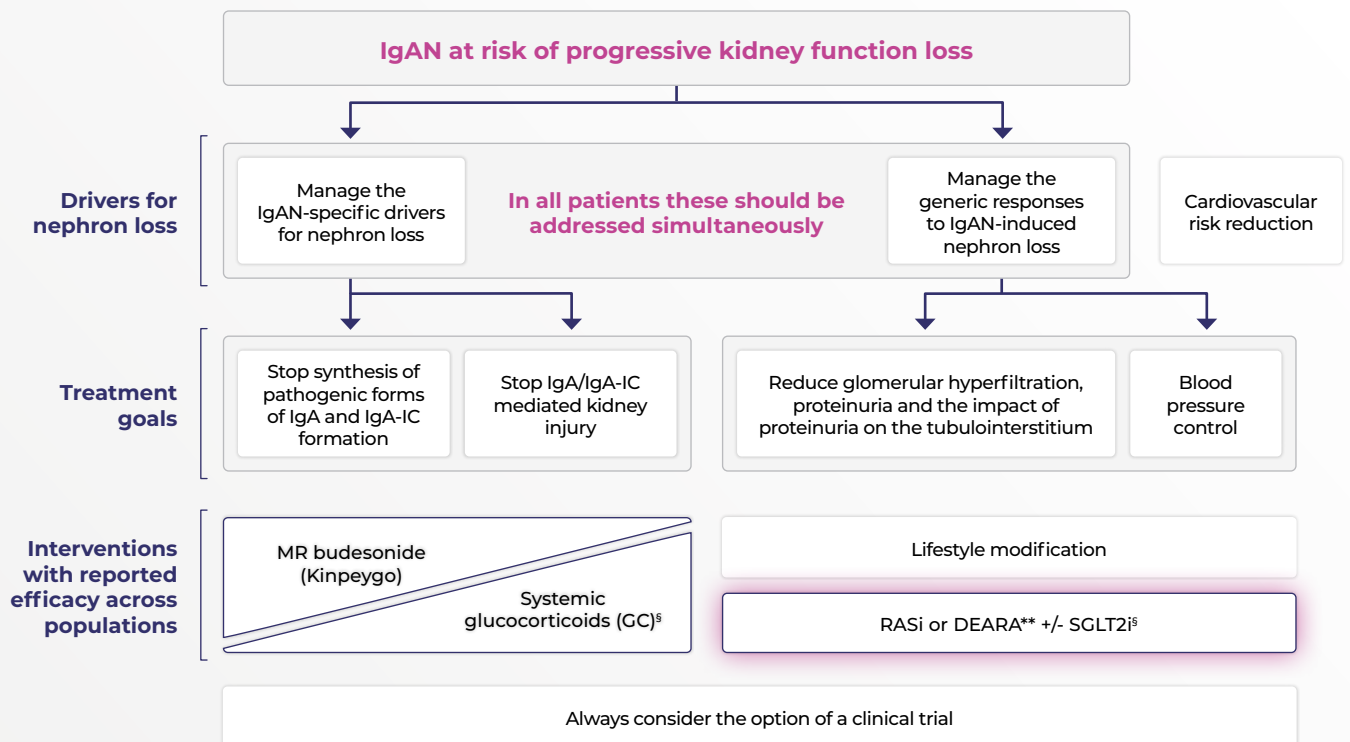 IgAN at risk of progressive kidney function loss
Drivers for
nephron loss
Manage the
IgAN-specific drivers
for nephron loss
In all patients these should be
addressed simultaneously
Manage the
generic responses
to IgAN-induced
nephron loss
Cardiovascular
risk reduction
Treatment
goals
Stop synthesis of
pathogenic forms
of IgA and IgA-IC
formation
Stop IgA/IgA-IC
mediated kidney
injury
Reduce glomerular hyperfiltration,
proteinuria and the impact of
proteinuria on the tubulointerstitium
Blood
pressure
control
Interventions
with reported
efficacy across
populations
MR budesonide
(Kinpeygo)
Systemic
glucocorticoids (GC)§
Lifestyle modification
RASi or DEARA** +/- SGLT2i§
Always consider the option of a clinical trial